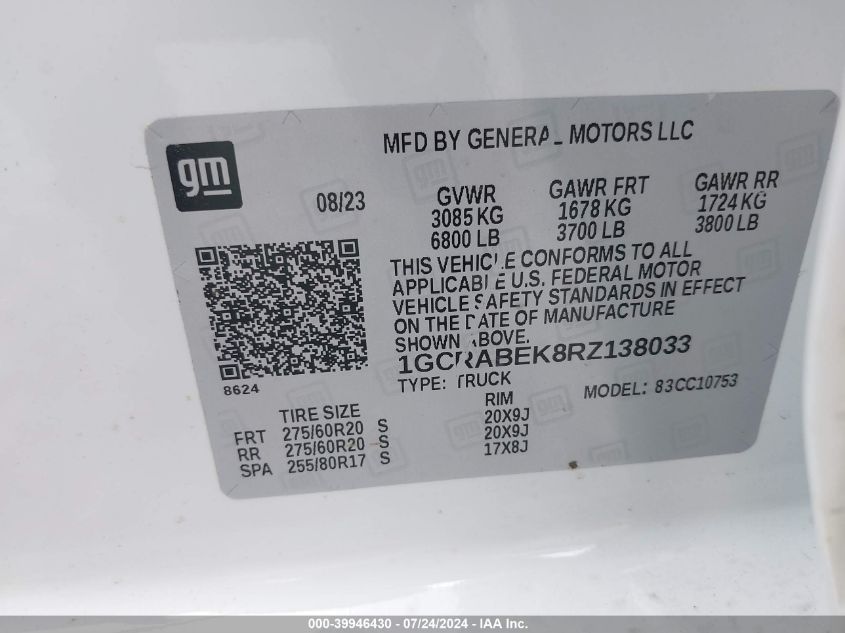 gm
MFD BY GENERAL MOTORS LLC
08/23
GVWR
3085 KG
6800 LB
GAWR FRT
1678 KG
3700 LB
GAWR RR
1724 KG
3800 LB
THIS VEHICLE CONFORMS TO ALL
APPLICABLE U.S. FEDERAL MOTOR
VEHICLE SAFETY STANDARDS IN EFFECT
ON THE DATE OF MANUFACTURE
SHOWN ABOVE.
1GCRABEK8RZ138033
TYPE: TRUCK
MODEL: 83CC10753
8624
TIRE SIZE RIM
FRT 275/60R20 S 20X9J
RR 275/60R20 S 20X9J
SPA 255/80R17 S 17X8J
000-39946430 - 07/24/2024 - IAA Inc.